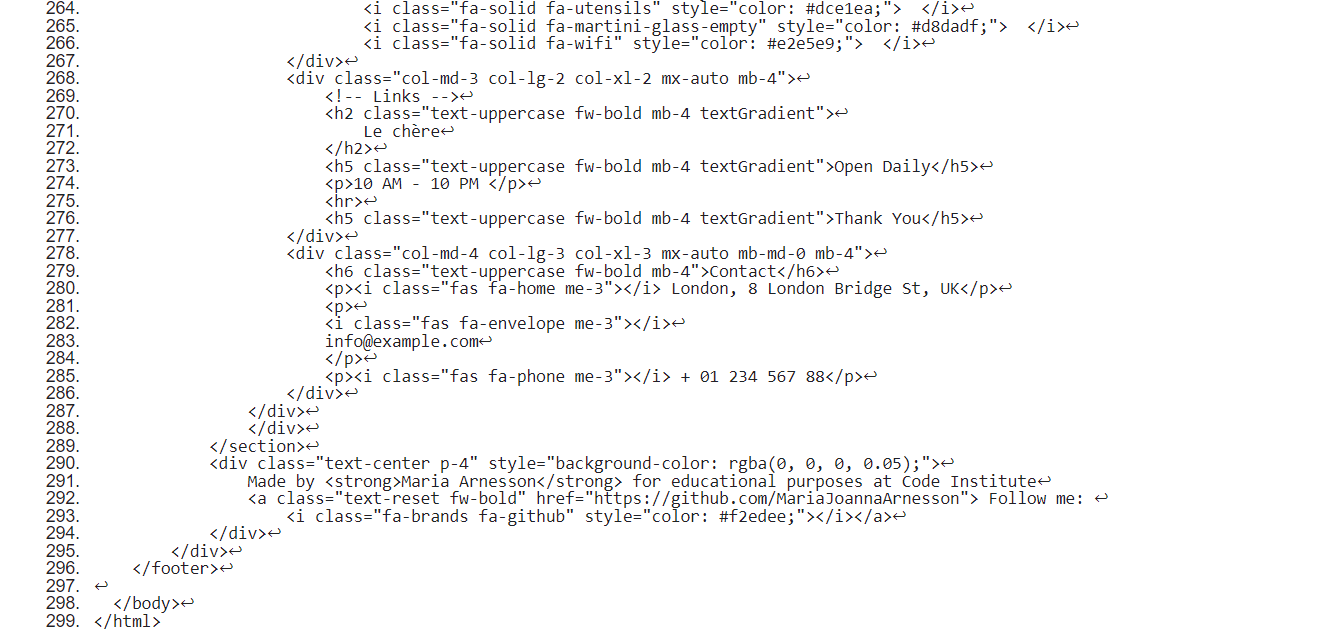 264. <i class="fa-solid fa-utensils" style="color: #dce1ea;">  </i>↩
265. <i class="fa-solid fa-martini-glass-empty" style="color: #d8dadf;">  </i>↩
266. <i class="fa-solid fa-wifi" style="color: #e2e5e9;">  </i>↩
267. </div>↩
268. <div class="col-md-3 col-lg-2 col-xl-2 mx-auto mb-4">↩
269. <!-- Links -->↩
270. <h2 class="text-uppercase fw-bold mb-4 textGradient">↩
271. Le chère↩
272. </h2>↩
273. <h5 class="text-uppercase fw-bold mb-4 textGradient">Open Daily</h5>↩
274. <p>10 AM - 10 PM </p>↩
275. <hr>↩
276. <h5 class="text-uppercase fw-bold mb-4 textGradient">Thank You</h5>↩
277. </div>↩
278. <div class="col-md-4 col-lg-3 col-xl-3 mx-auto mb-md-0 mb-4">↩
279. <h6 class="text-uppercase fw-bold mb-4">Contact</h6>↩
280. <p><i class="fas fa-home me-3"></i> London, 8 London Bridge St, UK</p>↩
281. <p>↩
282. <i class="fas fa-envelope me-3"></i>↩
283. info@example.com↩
284. </p>↩
285. <p><i class="fas fa-phone me-3"></i> + 01 234 567 88</p>↩
286. </div>↩
287. </div>↩
288. </div>↩
289. </section>↩
290. <div class="text-center p-4" style="background-color: rgba(0, 0, 0, 0.05);">↩
291. Made by <strong>Maria Arnesson</strong> for educational purposes at Code Institute↩
292. <a class="text-reset fw-bold" href="https://github.com/MariaJoannaArnesson"> Follow me: ↩
293. <i class="fa-brands fa-github" style="color: #f2edee;"></i></a>↩
294. </div>↩
295. </div>↩
296. </footer>↩
297. ↩
298. </body>↩
299. </html>